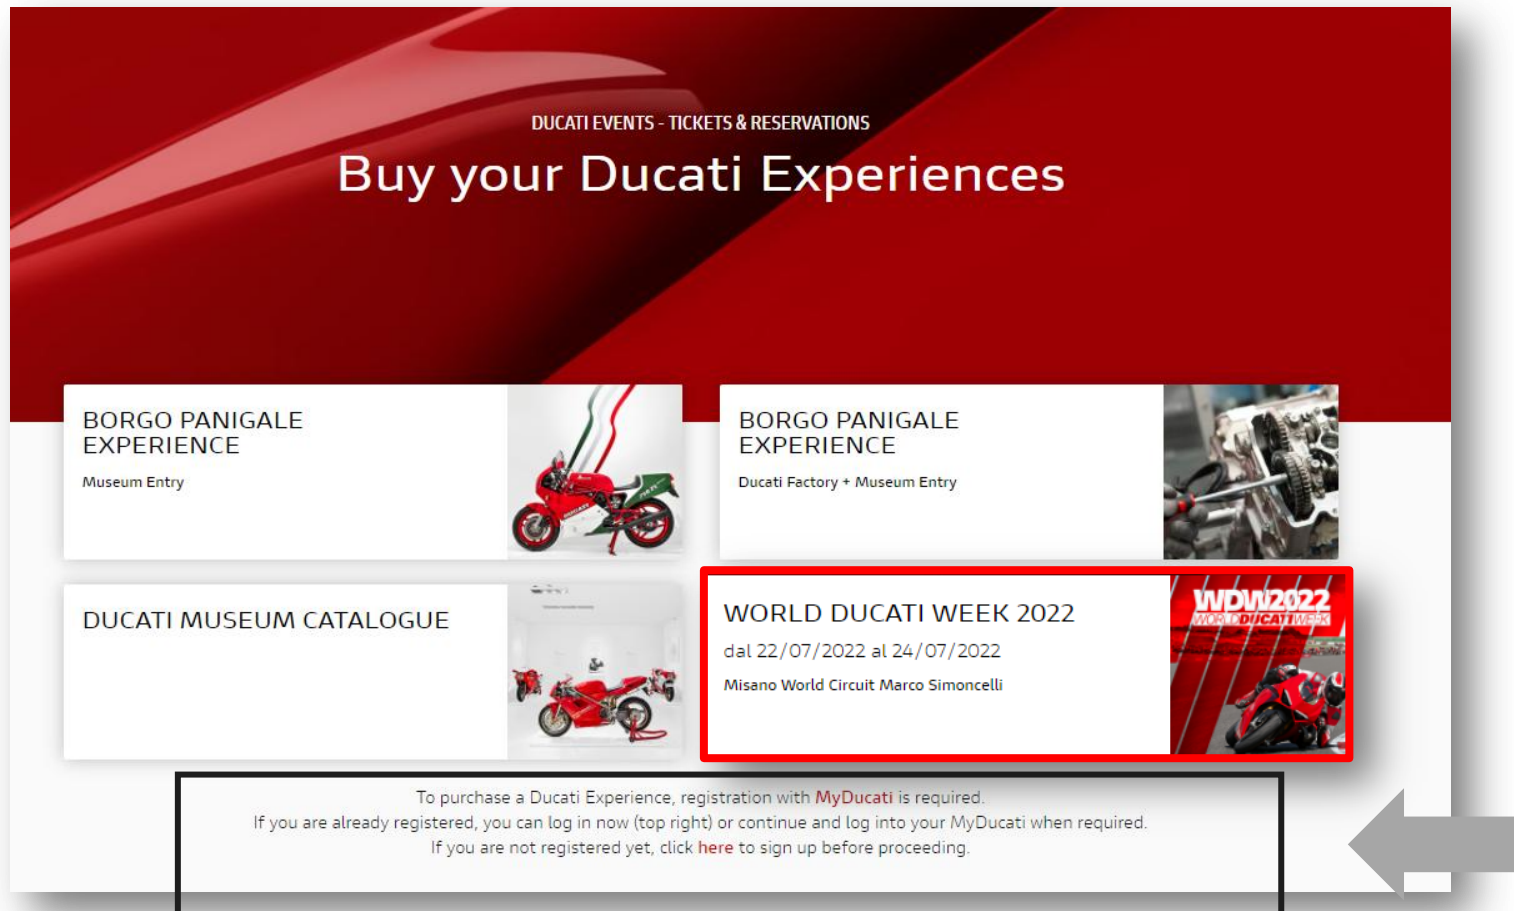 DUCATI EVENTS - TICKETS & RESERVATIONS
Buy your Ducati Experiences
BORGO PANIGALE
EXPERIENCE
Museum Entry
BORGO PANIGALE
EXPERIENCE
Ducati Factory + Museum Entry
DUCATI MUSEUM CATALOGUE
WORLD DUCATI WEEK 2022
dal 22/07/2022 al 24/07/2022
Misano World Circuit Marco Simoncelli
WDW2022
WORLDDUCATIWEEK
To purchase a Ducati Experience, registration with MyDucati is required.
If you are already registered, you can log in now (top right) or continue and log into your MyDucati when required.
If you are not registered yet, click here to sign up before proceeding.